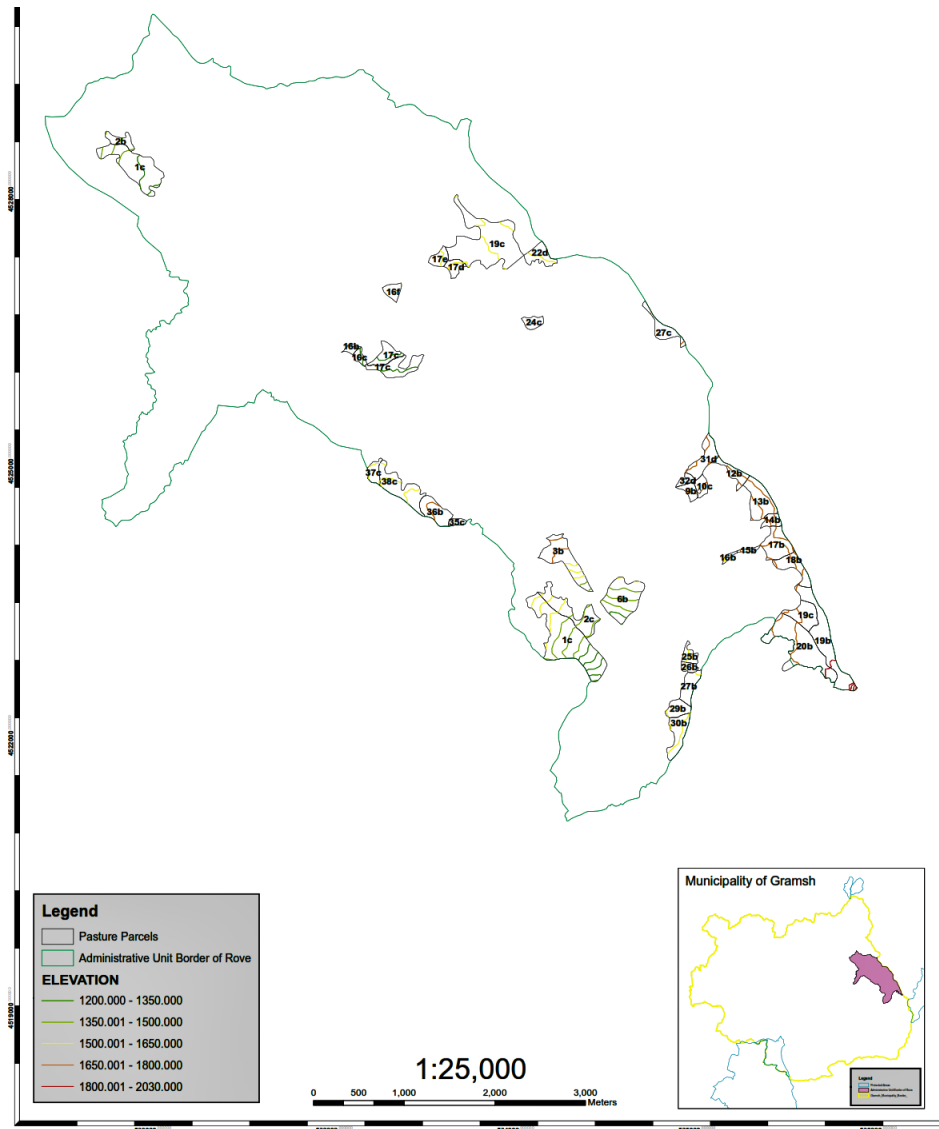 2b
1c
4528000
19c
22d
17e
17d
16f
24c
27c
16b
16c
17c
17c
4525000
31d
37c
38c
12b
32d
10c
9b
13b
36b
35c
14b
3b
17b
15b
16b
18b
6b
2c
19c
1c
19b
20b
25b
26b
27b
29b
30b
4522000
Municipality of Gramsh
Legend
Pasture Parcels
Administrative Unit Border of Rove
ELEVATION
1200.000 - 1350.000
1350.001 - 1500.000
1500.001 - 1650.000
1650.001 - 1800.000
1800.001 - 2030.000
4519000
1:25,000
0 500 1,000 2,000 3,000
Meters
Legend